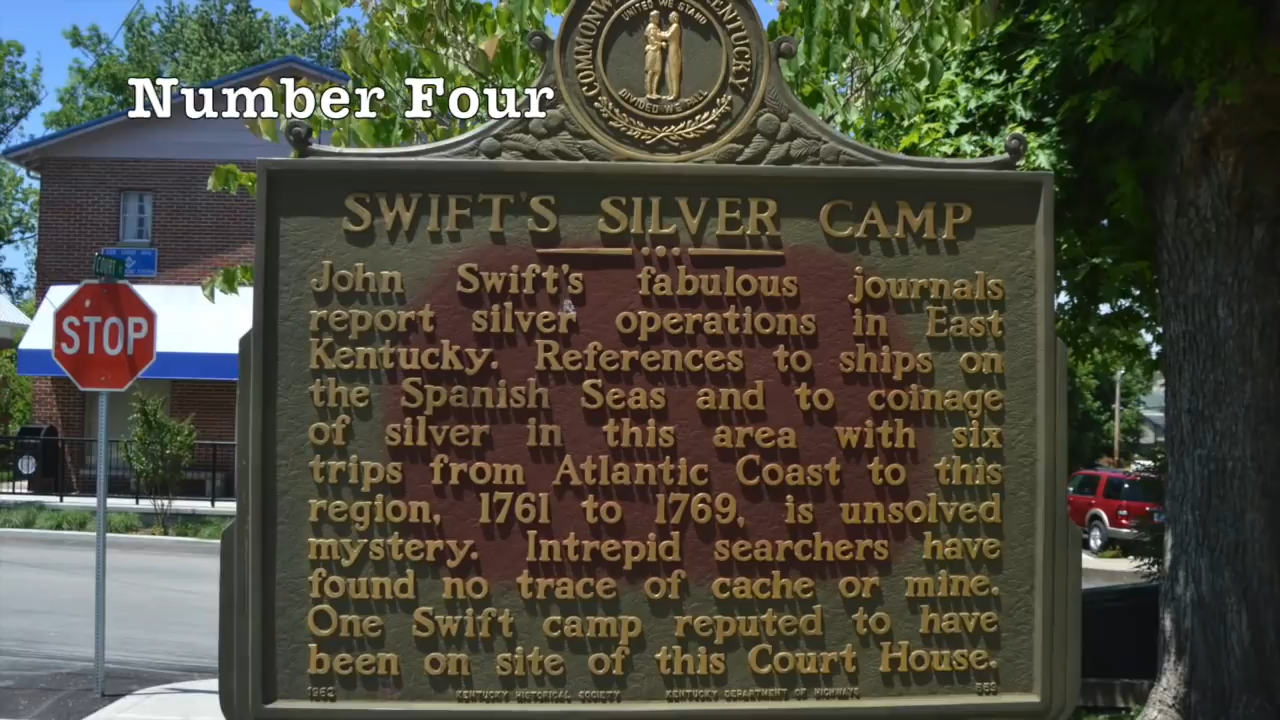 Number Four
UNITED WE STAND
COMMONWEALTH OF KENTUCKY
DIVIDED WE FALL
SWIFT'S SILVER CAMP
John Swift's fabulous journals
report silver operations in East
Kentucky. References to ships on
the Spanish Seas and to coinage
of silver in this area with six
trips from Atlantic Coast to this
region, 1761 to 1769, is unsolved
mystery. Intrepid searchers have
found no trace of cache or mine.
One Swift camp reputed to have
been on site of this Court House.
1962 KENTUCKY HISTORICAL SOCIETY KENTUCKY DEPARTMENT OF HIGHWAYS
COURT
STOP